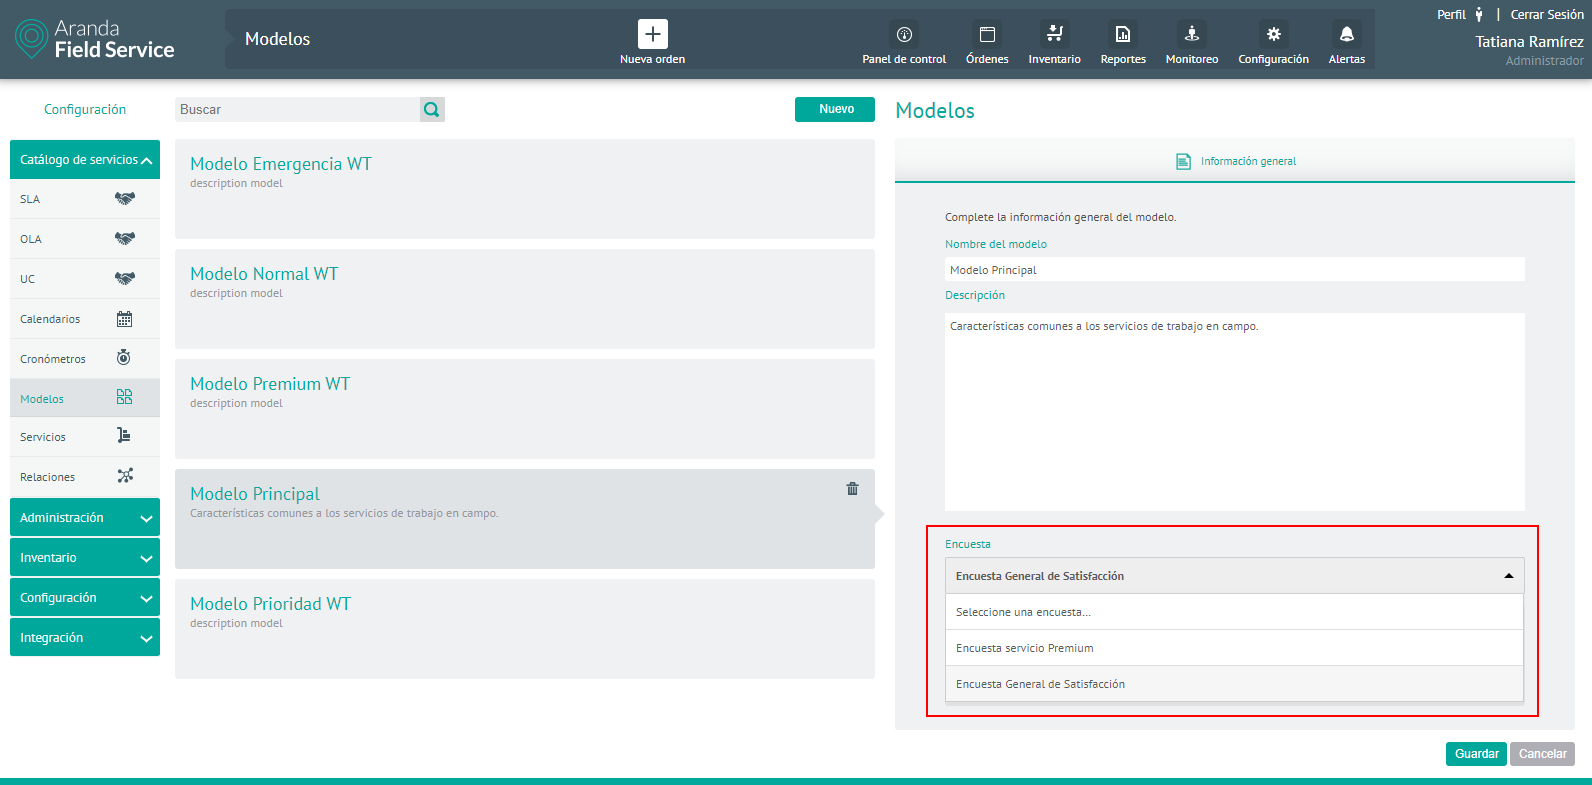 Aranda
Field Service
Modelos
Nueva orden
Panel de control
Órdenes
Inventario
Reportes
Monitoreo
Configuración
Alertas
Perfil | Cerrar Sesión
Tatiana Ramírez
Administrador
Configuración
Catálogo de servicios
SLA
OLA
UC
Calendarios
Cronómetros
Modelos
Servicios
Relaciones
Administración
Inventario
Configuración
Integración
Buscar
Nuevo
Modelo Emergencia WT
description model
Modelo Normal WT
description model
Modelo Premium WT
description model
Modelo Principal
Características comunes a los servicios de trabajo en campo.
Modelo Prioridad WT
description model
Modelos
Información general
Complete la información general del modelo.
Nombre del modelo
Modelo Principal
Descripción
Características comunes a los servicios de trabajo en campo.
Encuesta
Encuesta General de Satisfacción
Seleccione una encuesta...
Encuesta servicio Premium
Encuesta General de Satisfacción
Guardar
Cancelar